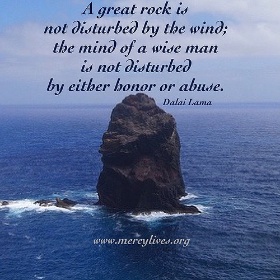 A great rock is
not disturbed by the wind;
the mind of a wise man
is not disturbed
by either honor or abuse.
Dalai Lama
www.mercylives.org